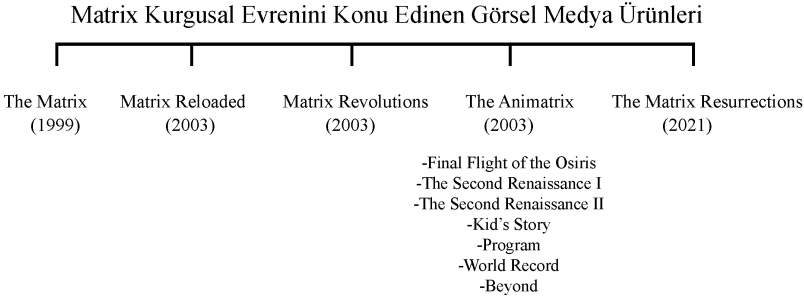 Matrix Kurgusal Evrenini Konu Edinen Görsel Medya Ürünleri
The Matrix
(1999)
Matrix Reloaded
(2003)
Matrix Revolutions
(2003)
The Animatrix
(2003)
-Final Flight of the Osiris
-The Second Renaissance I
-The Second Renaissance II
-Kid's Story
-Program
-World Record
-Beyond
The Matrix Resurrections
(2021)